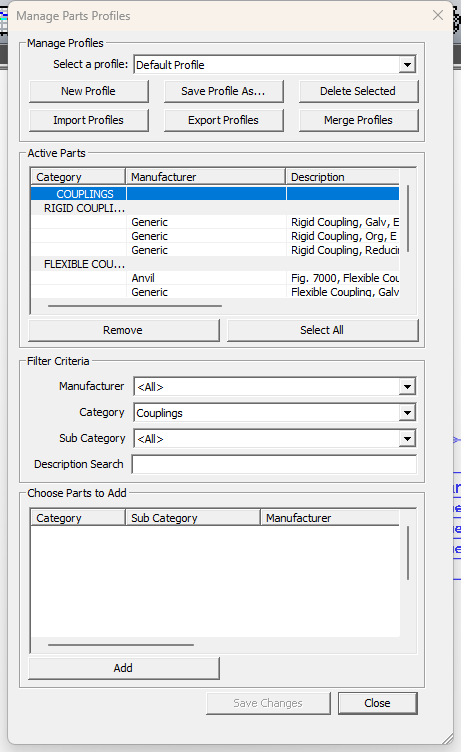 Manage Parts Profiles
Manage Profiles
Select a profile: Default Profile
New Profile Save Profile As... Delete Selected
Import Profiles Export Profiles Merge Profiles
Active Parts
Category Manufacturer Description
COUPLINGS
RIGID COUPLI...
Generic Rigid Coupling, Galv, E
Generic Rigid Coupling, Org, E
Generic Rigid Coupling, Reducin
FLEXIBLE COU...
Anvil Fig. 7000, Flexible Cou
Generic Flexible Coupling, Galv
Remove Select All
Filter Criteria
Manufacturer <All>
Category Couplings
Sub Category <All>
Description Search
Choose Parts to Add
Category Sub Category Manufacturer
Add
Save Changes Close